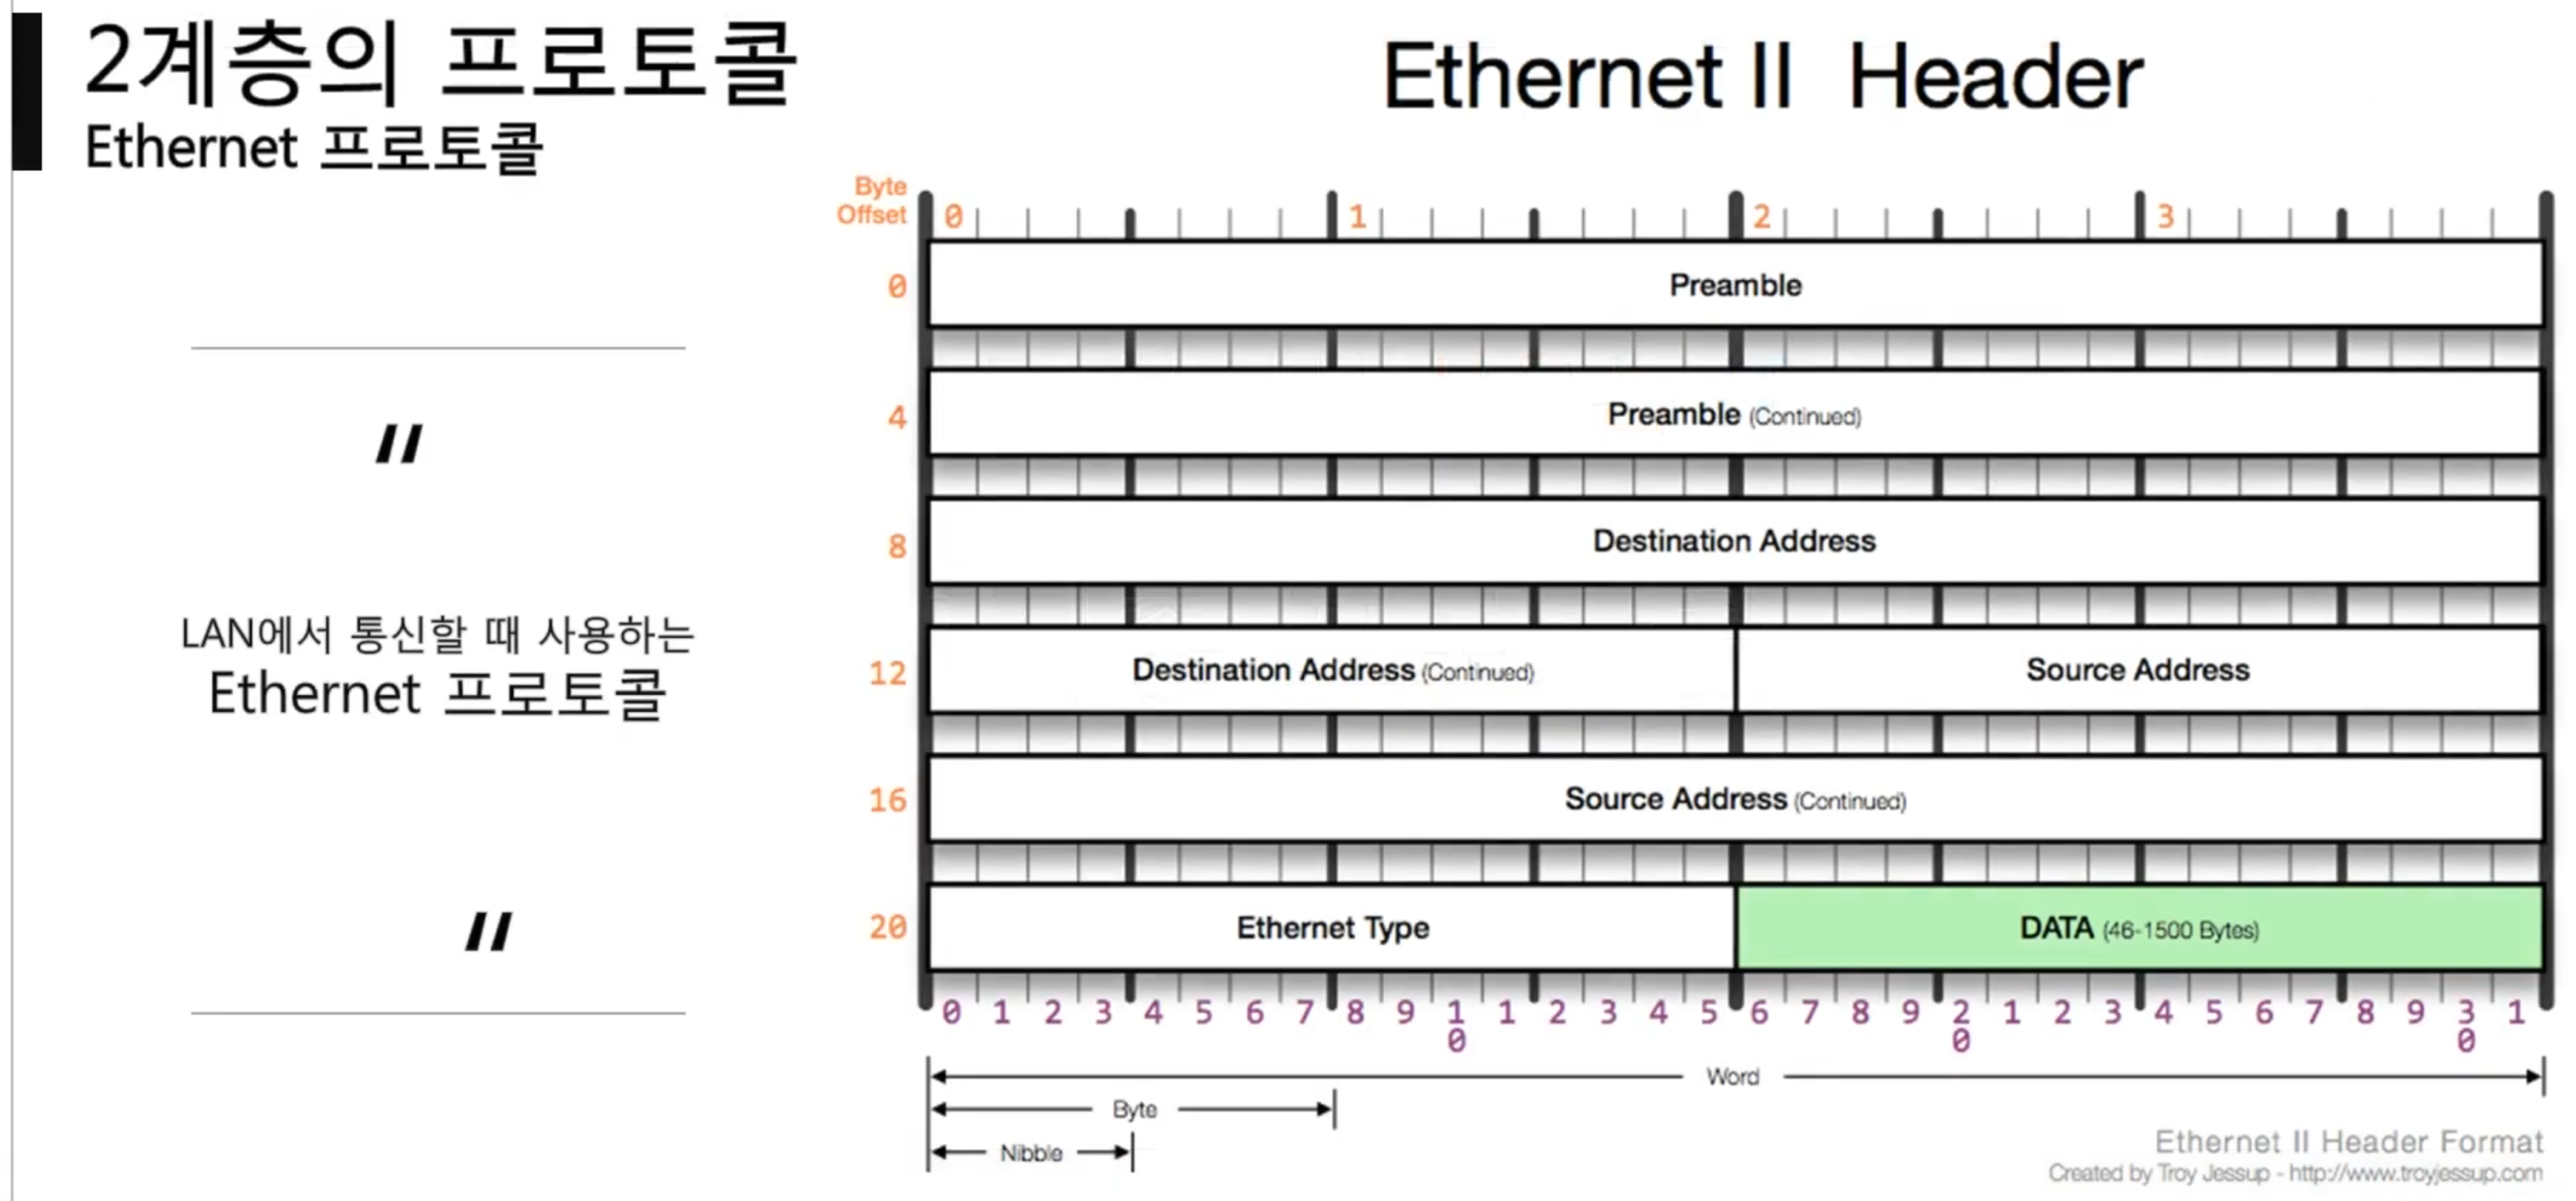 2계층의 프로토콜
Ethernet 프로토콜
"
LAN에서 통신할 때 사용하는
Ethernet 프로토콜
"
Ethernet II Header
Byte
Offset
0 1 2 3
0 Preamble
4 Preamble (Continued)
8 Destination Address
12 Destination Address (Continued) Source Address
16 Source Address (Continued)
20 Ethernet Type DATA (46-1500 Bytes)
0 1 2 3 4 5 6 7 8 9 10 1 2 3 4 5 6 7 8 9 20 1 2 3 4 5 6 7 8 9 30 1
Word
Byte
Nibble
Ethernet II Header Format
Created by Troy Jessup - http://www.troyjessup.com